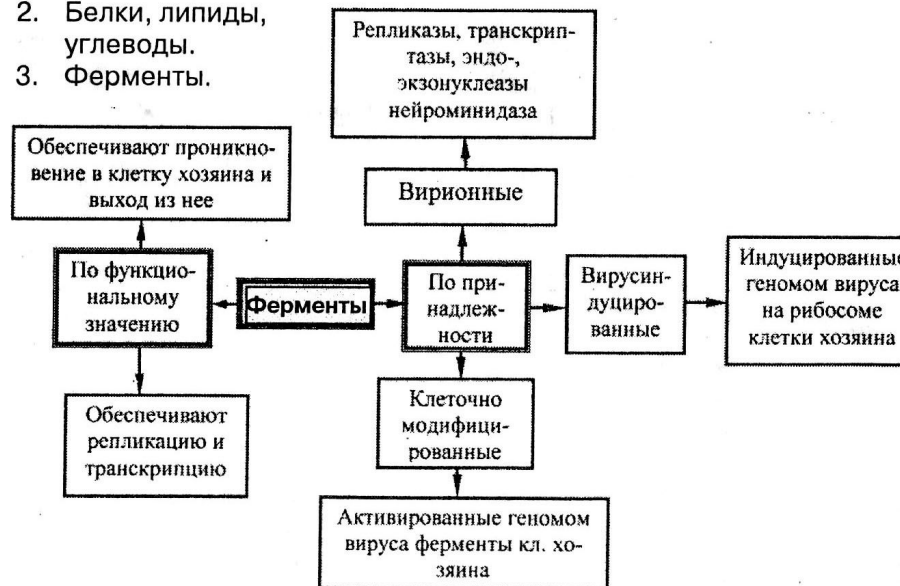 2. Белки, липиды,
углеводы.
3. Ферменты.
Репликазы, транскрип-
тазы, эндо-,
экзонуклеазы
нейроминидаза
Обеспечивают проникно-
вение в клетку хозяина и
выход из нее
Вирионные
По функцио-
нальному
значению
Ферменты
По при-
надлеж-
ности
Вирусин-
дуциро-
ванные
Индуцированные
геномом вируса
на рибосоме
клетки хозяина
Обеспечивают
репликацию и
транскрипцию
Клеточно
модифици-
рованные
Активированные геномом
вируса ферменты кл. хо-
зяина